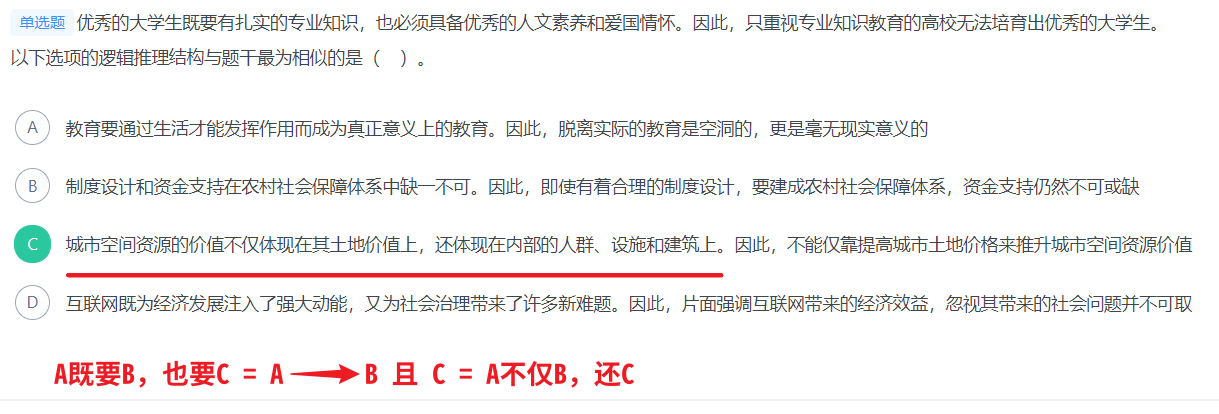 单选题 优秀的大学生既要有扎实的专业知识，也必须具备优秀的人文素养和爱国情怀。因此，只重视专业知识教育的高校无法培育出优秀的大学生。
以下选项的逻辑推理结构与题干最为相似的是（ ）。
A 教育要通过生活才能发挥作用而成为真正意义上的教育。因此，脱离实际的教育是空洞的，更是毫无现实意义的
B 制度设计和资金支持在农村社会保障体系中缺一不可。因此，即使有着合理的制度设计，要建成农村社会保障体系，资金支持仍然不可或缺
C 城市空间资源的价值不仅体现在其土地价值上，还体现在内部的人群、设施和建筑上。因此，不能仅靠提高城市土地价格来推升城市空间资源价值
D 互联网既为经济发展注入了强大动能，又为社会治理带来了许多新难题。因此，片面强调互联网带来的经济效益，忽视其带来的社会问题并不可取
A既要B，也要C = A → B 且 C = A不仅B，还C